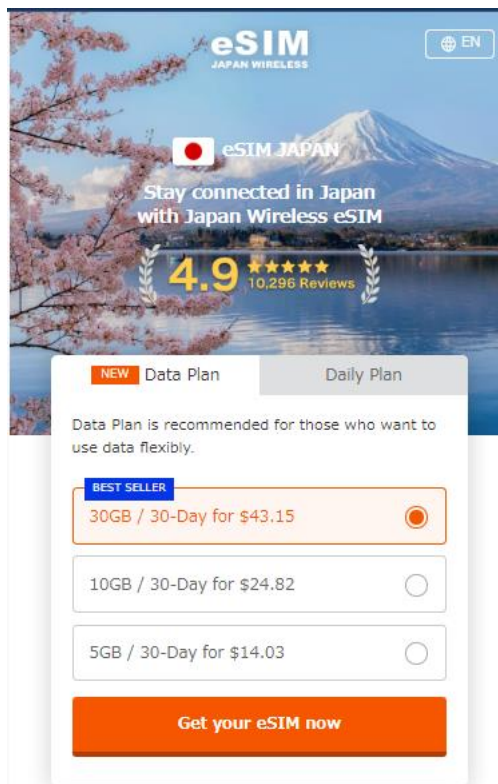 eSIM
JAPAN WIRELESS
EN
eSIM JAPAN
Stay connected in Japan
with Japan Wireless eSIM
4.9 ★★★★★
10,296 Reviews
NEW Data Plan
Daily Plan
Data Plan is recommended for those who want to
use data flexibly.
BEST SELLER
30GB / 30-Day for $43.15
10GB / 30-Day for $24.82
5GB / 30-Day for $14.03
Get your eSIM now